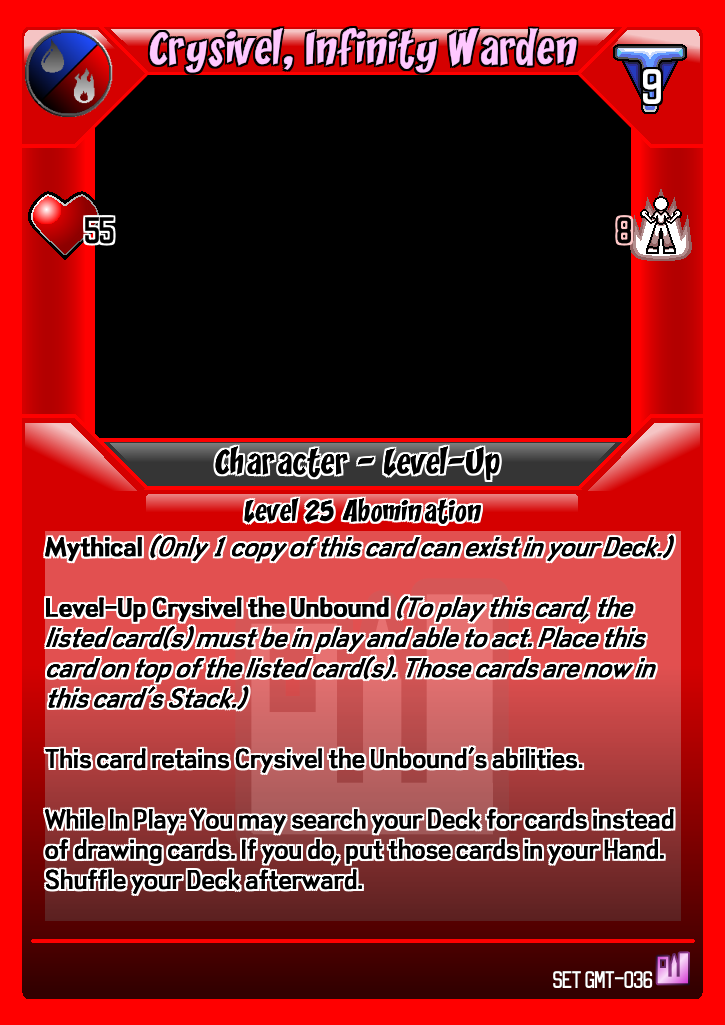 Crysivel, Infinity Warden
9
55
8
Character - Level-Up
Level 25 Abomination
Mythical (Only 1 copy of this card can exist in your Deck.)
Level-Up Crysivel the Unbound (To play this card, the
listed card(s) must be in play and able to act. Place this
card on top of the listed card(s). Those cards are now in
this card's Stack.)
This card retains Crysivel the Unbound's abilities.
While In Play: You may search your Deck for cards instead
of drawing cards. If you do, put those cards in your Hand.
Shuffle your Deck afterward.
SET GMT-036